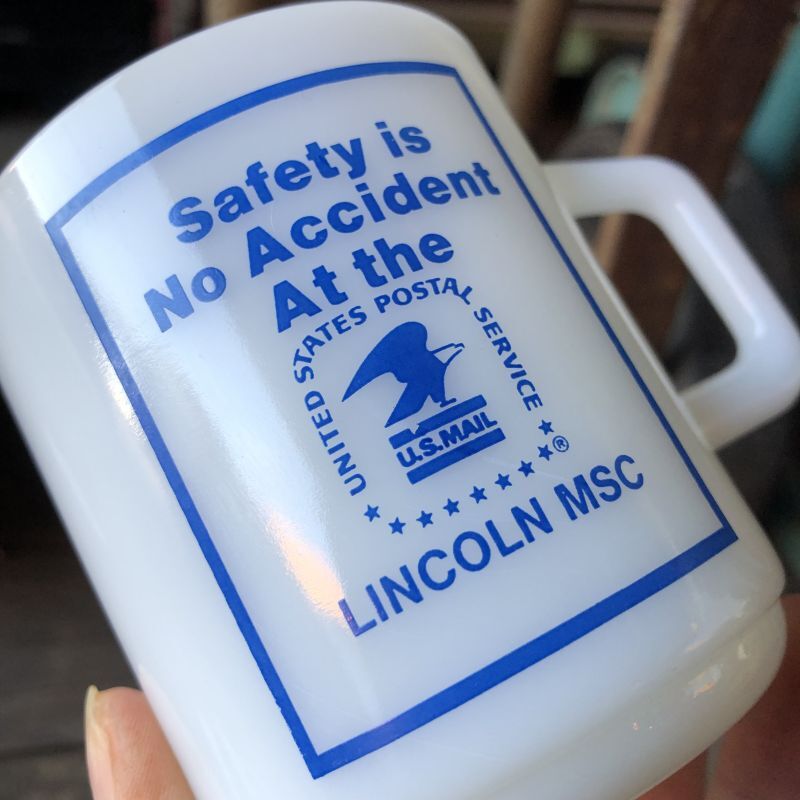 Safety is
No Accident
At the
UNITED STATES POSTAL SERVICE
U.S.MAIL
®
LINCOLN MSC